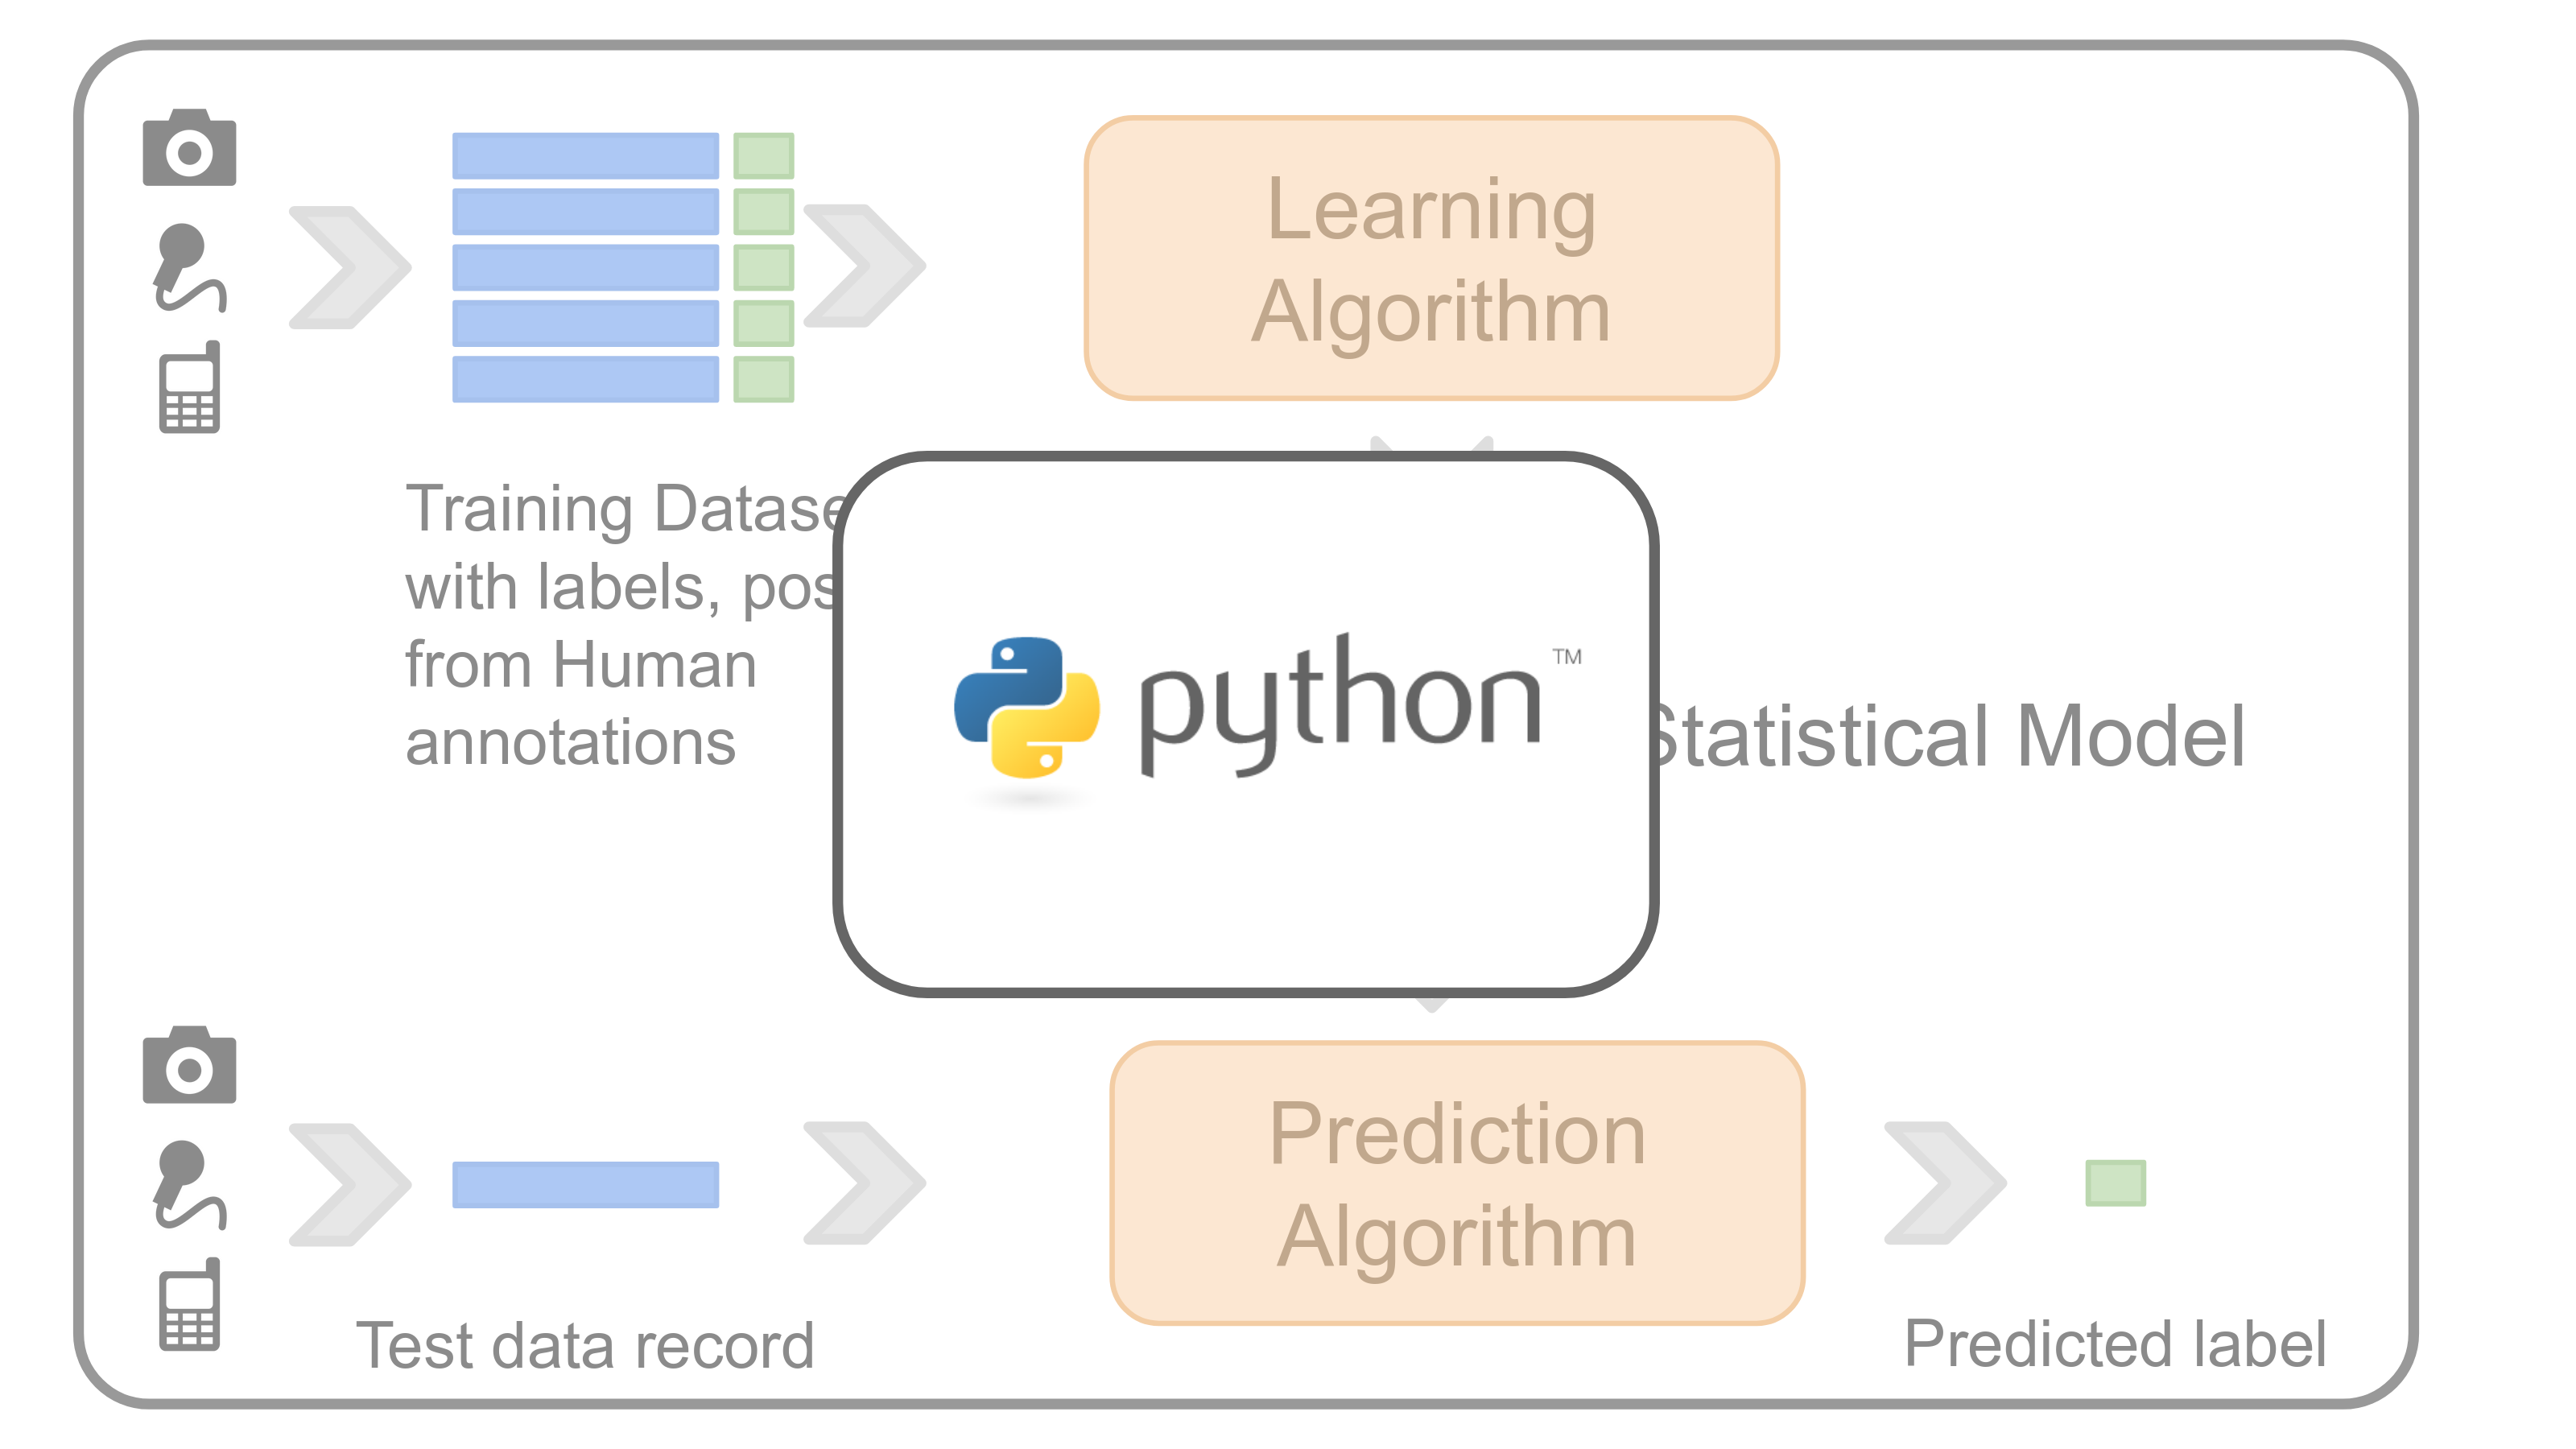 Learning
Algorithm
Training Datase
with labels, pos
from Human
annotations
python™
Statistical Model
Prediction
Algorithm
Test data record
Predicted label